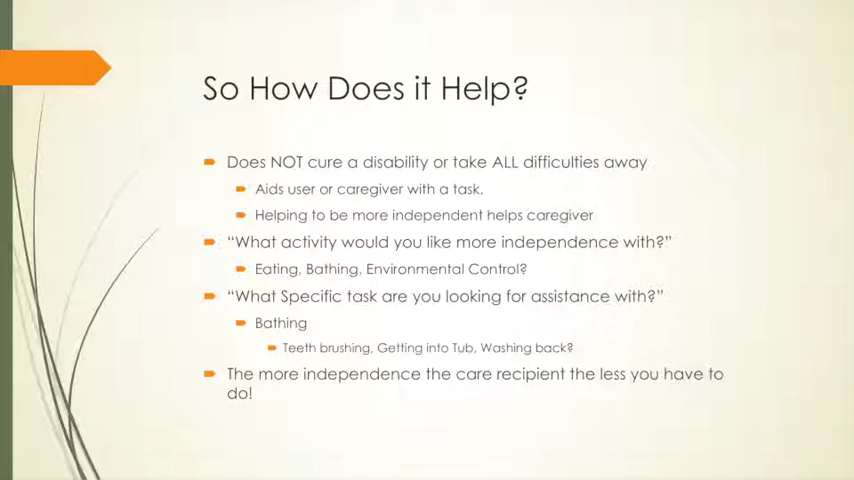 So How Does it Help?
Does NOT cure a disability or take ALL difficulties away
Aids user or caregiver with a task.
Helping to be more independent helps caregiver
“What activity would you like more independence with?”
Eating, Bathing, Environmental Control?
“What Specific task are you looking for assistance with?”
Bathing
Teeth brushing, Getting into Tub, Washing back?
The more independence the care recipient the less you have to
do!